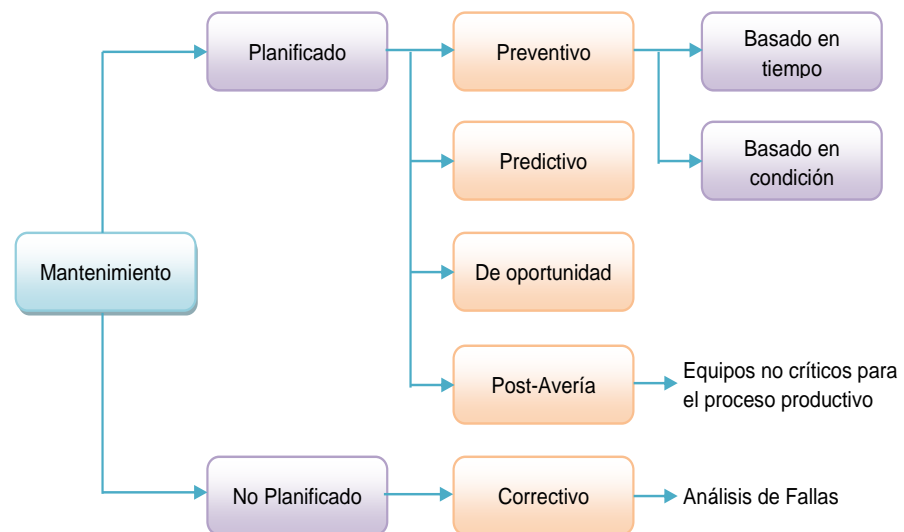 Planificado
Preventivo
Basado en
tiempo
Predictivo
Basado en
condición
Mantenimiento
De oportunidad
Post-Avería
Equipos no críticos para
el proceso productivo
No Planificado
Correctivo
Análisis de Fallas